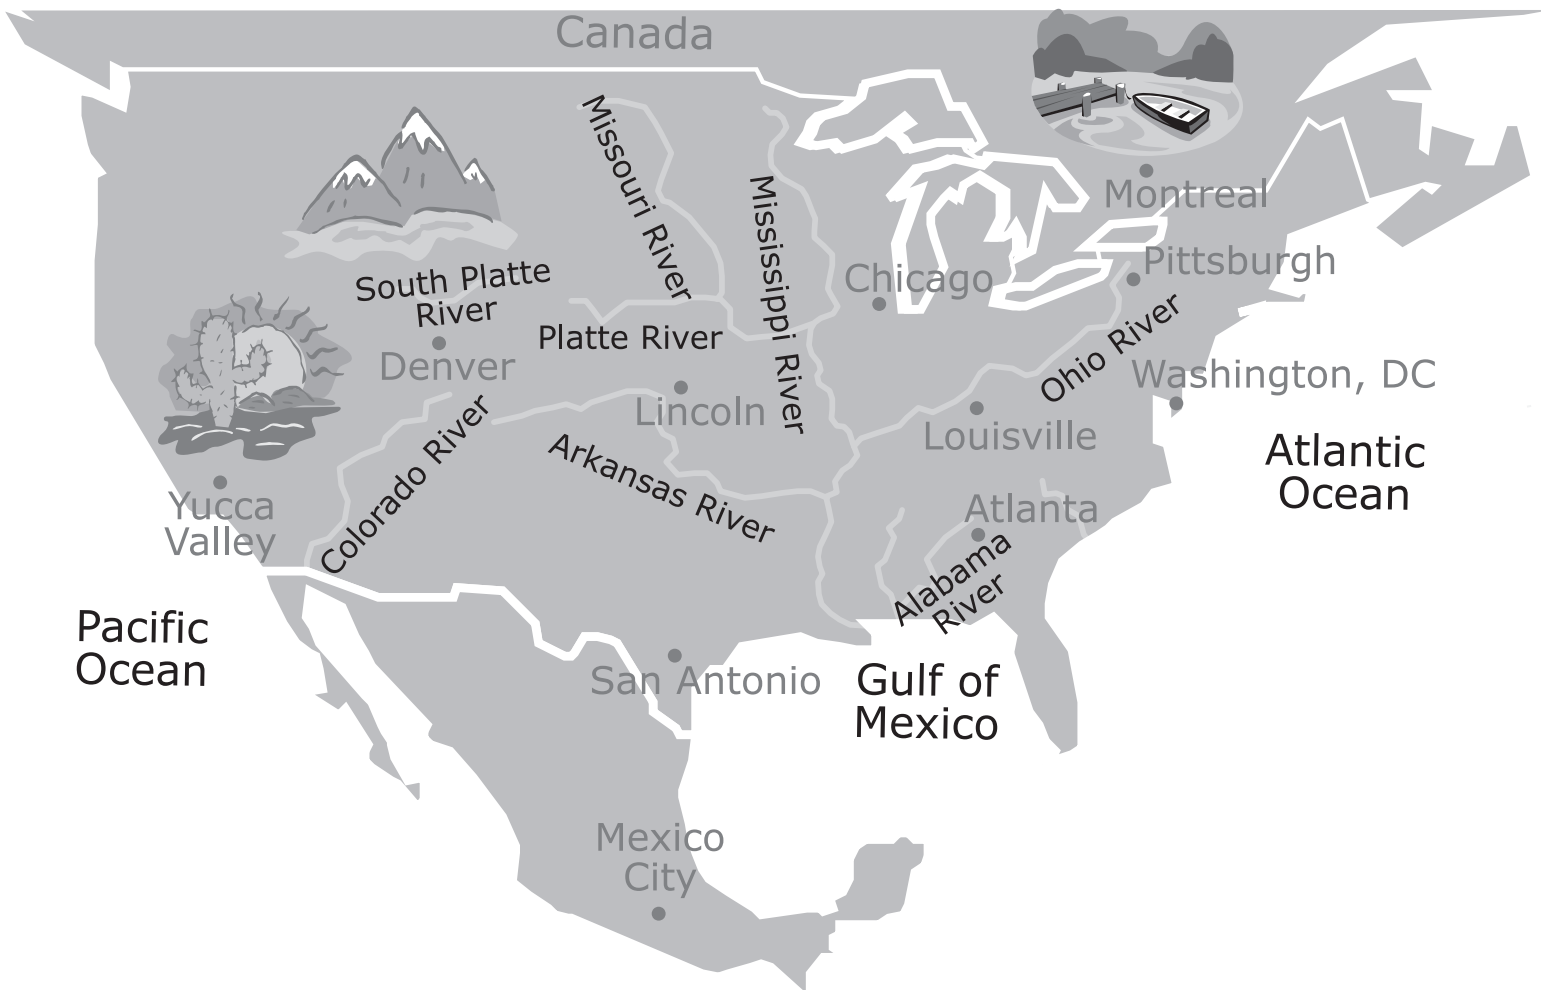 Canada
Missouri River
Mississippi River
Montreal
Pittsburgh
South Platte
River
Chicago
Platte River
Ohio River
Denver
Washington, DC
Lincoln
Colorado River
Louisville
Arkansas River
Atlantic
Ocean
Yucca
Valley
Atlanta
Alabama
River
Pacific
Ocean
San Antonio
Gulf of
Mexico
Mexico
City